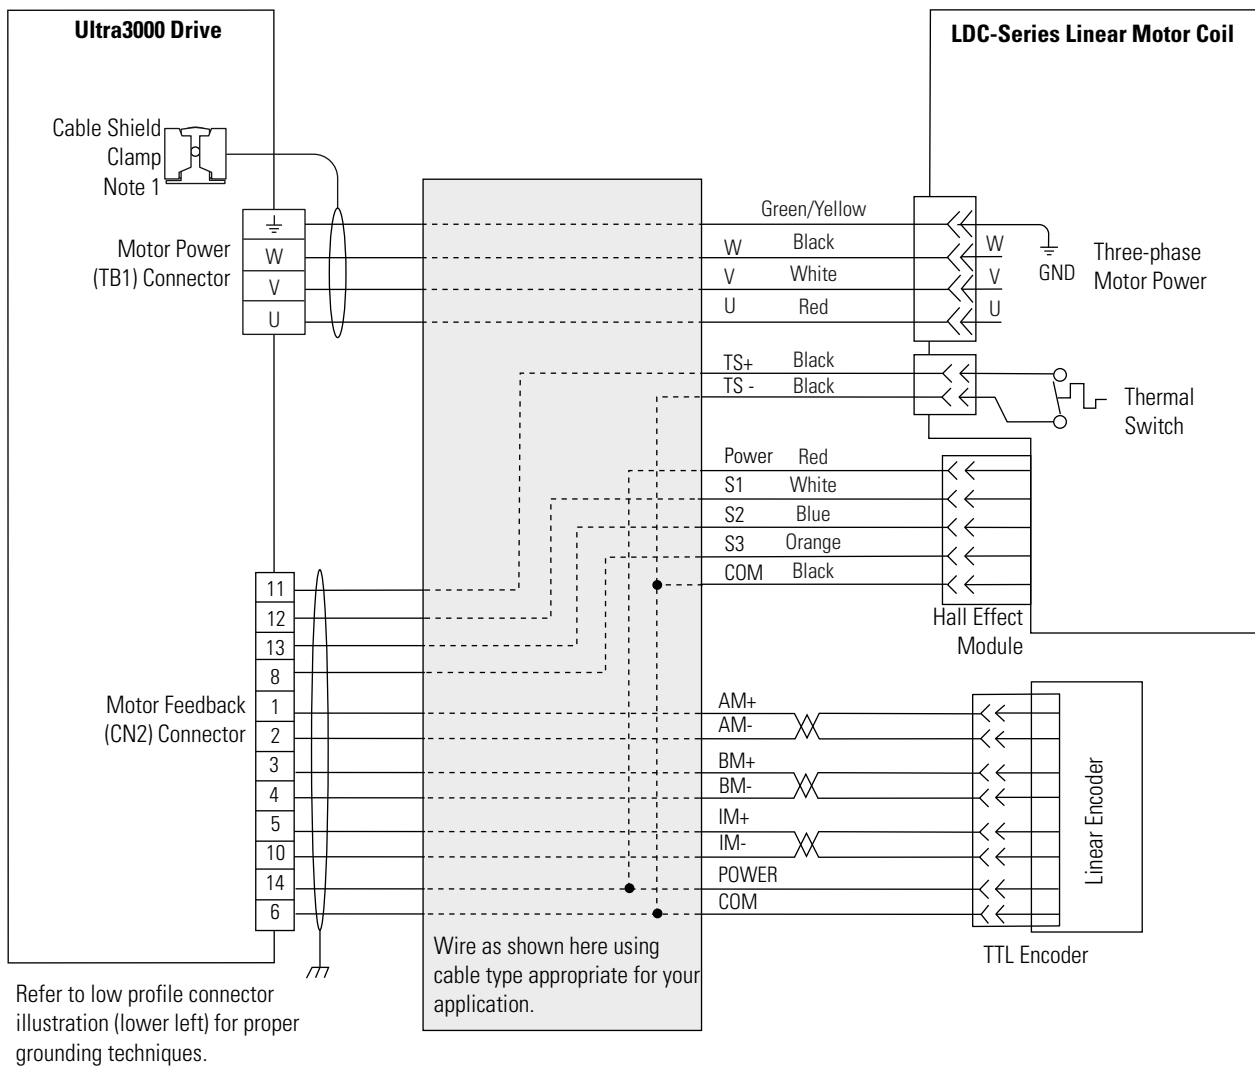 Ultra3000 Drive
LDC-Series Linear Motor Coil
Cable Shield
Clamp
Note 1
Motor Power
(TB1) Connector
W
V
U
Green/Yellow
W Black
V White
U Red
W
V
U
GND
Three-phase
Motor Power
TS+ Black
TS - Black
Thermal
Switch
Power Red
S1 White
S2 Blue
S3 Orange
COM Black
Hall Effect
Module
Motor Feedback
(CN2) Connector
11
12
13
8
1
2
3
4
5
10
14
6
AM+
AM-
BM+
BM-
IM+
IM-
POWER
COM
Linear Encoder
TTL Encoder
Wire as shown here using
cable type appropriate for your
application.
Refer to low profile connector
illustration (lower left) for proper
grounding techniques.